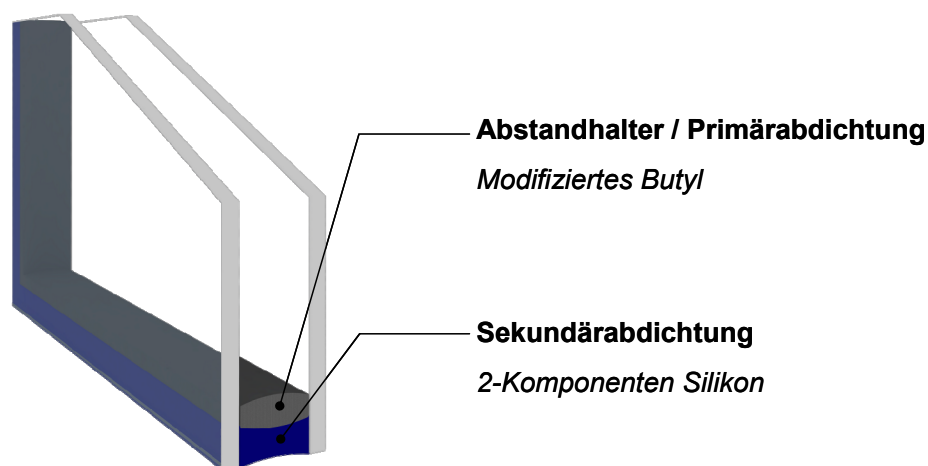 Abstandhalter / Primärabdichtung
Modifiziertes Butyl
Sekundärabdichtung
2-Komponenten Silikon